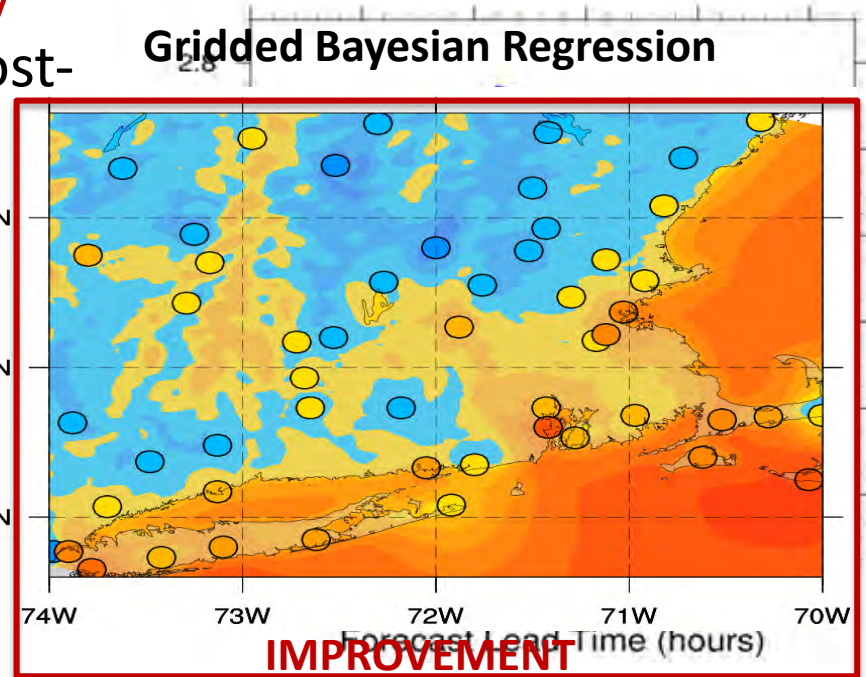 y
ost-
Gridded Bayesian Regression
2.8
N
N
N
74W 73W 72W 71W 70W
Forecast Lead Time (hours)
IMPROVEMENT